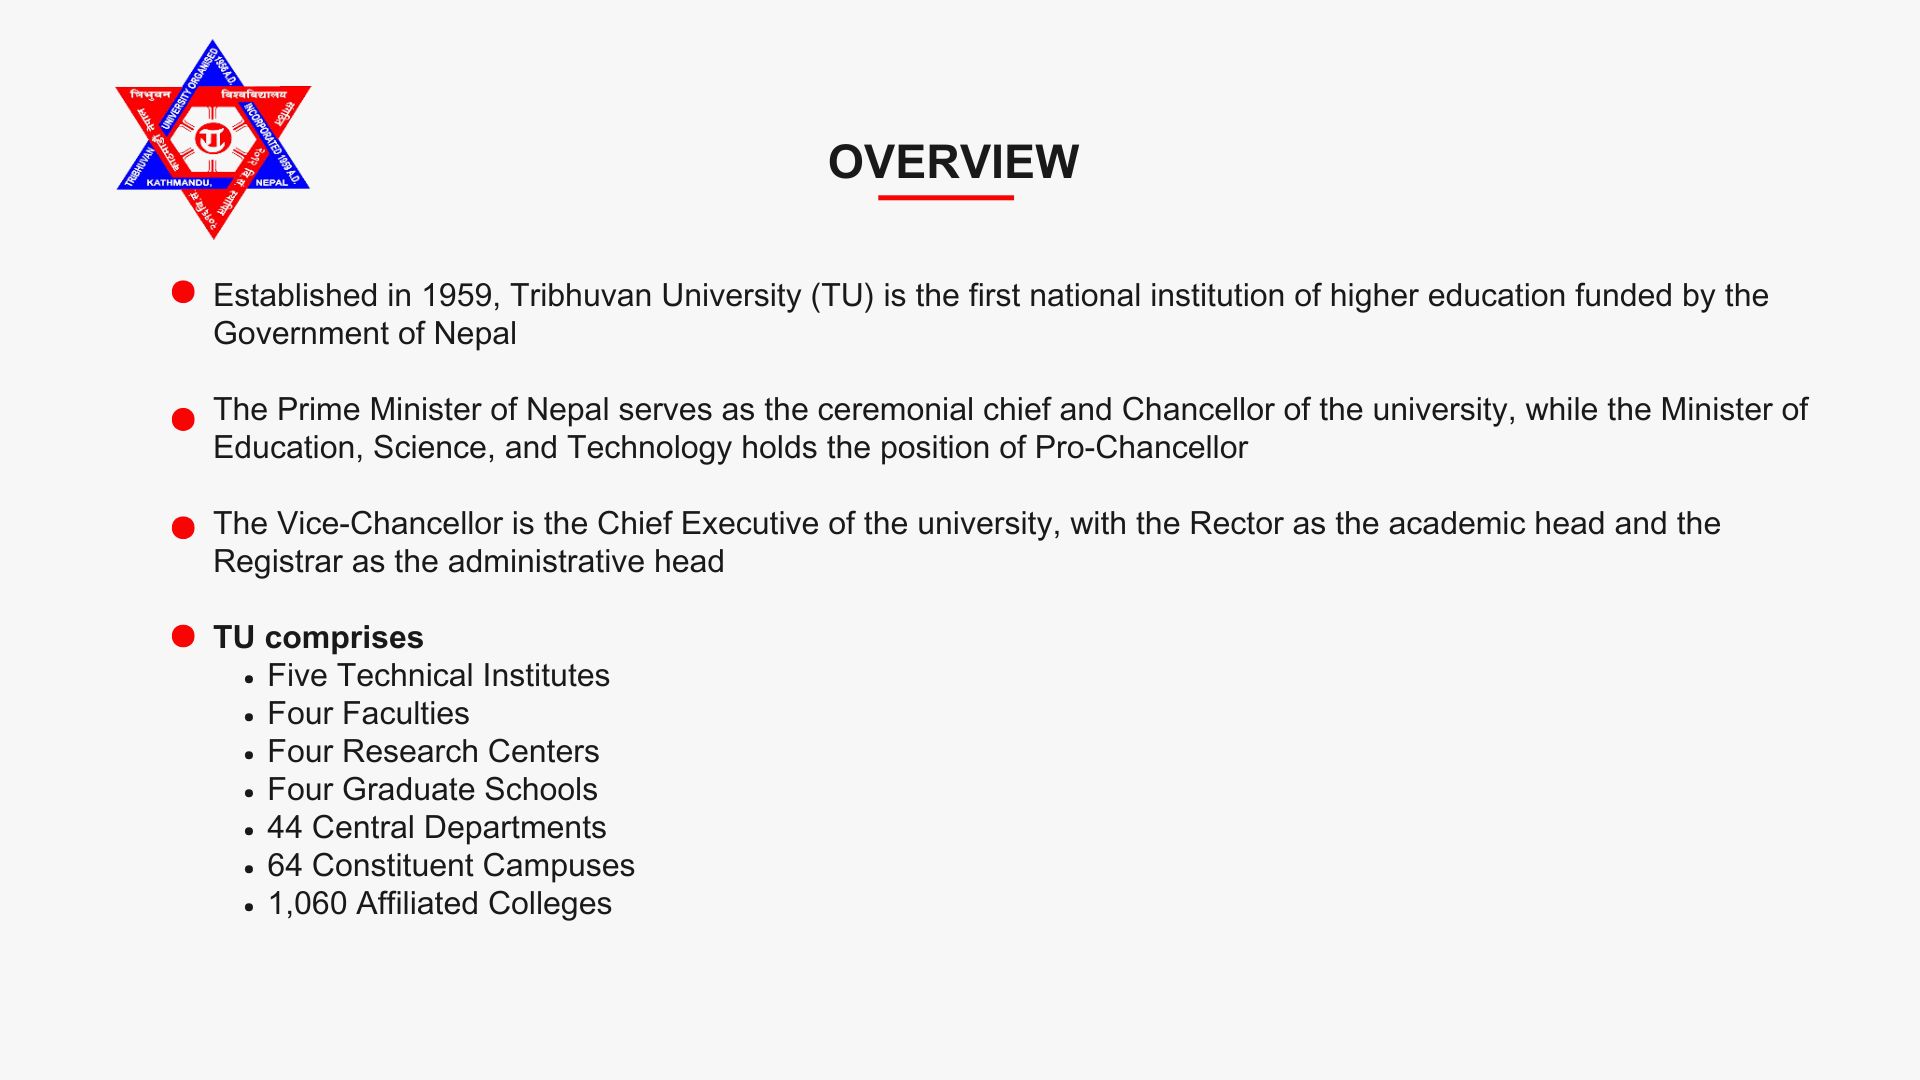 UNIVERSITY ORGANISED
1956 A.D.
त्रिभुवन विश्वविद्यालय
INCORPORATED 1959 A.D.
TRIBHUVAN
KATHMANDU, NEPAL
OVERVIEW
Established in 1959, Tribhuvan University (TU) is the first national institution of higher education funded by the
Government of Nepal
The Prime Minister of Nepal serves as the ceremonial chief and Chancellor of the university, while the Minister of
Education, Science, and Technology holds the position of Pro-Chancellor
The Vice-Chancellor is the Chief Executive of the university, with the Rector as the academic head and the
Registrar as the administrative head
TU comprises
Five Technical Institutes
Four Faculties
Four Research Centers
Four Graduate Schools
44 Central Departments
64 Constituent Campuses
1,060 Affiliated Colleges